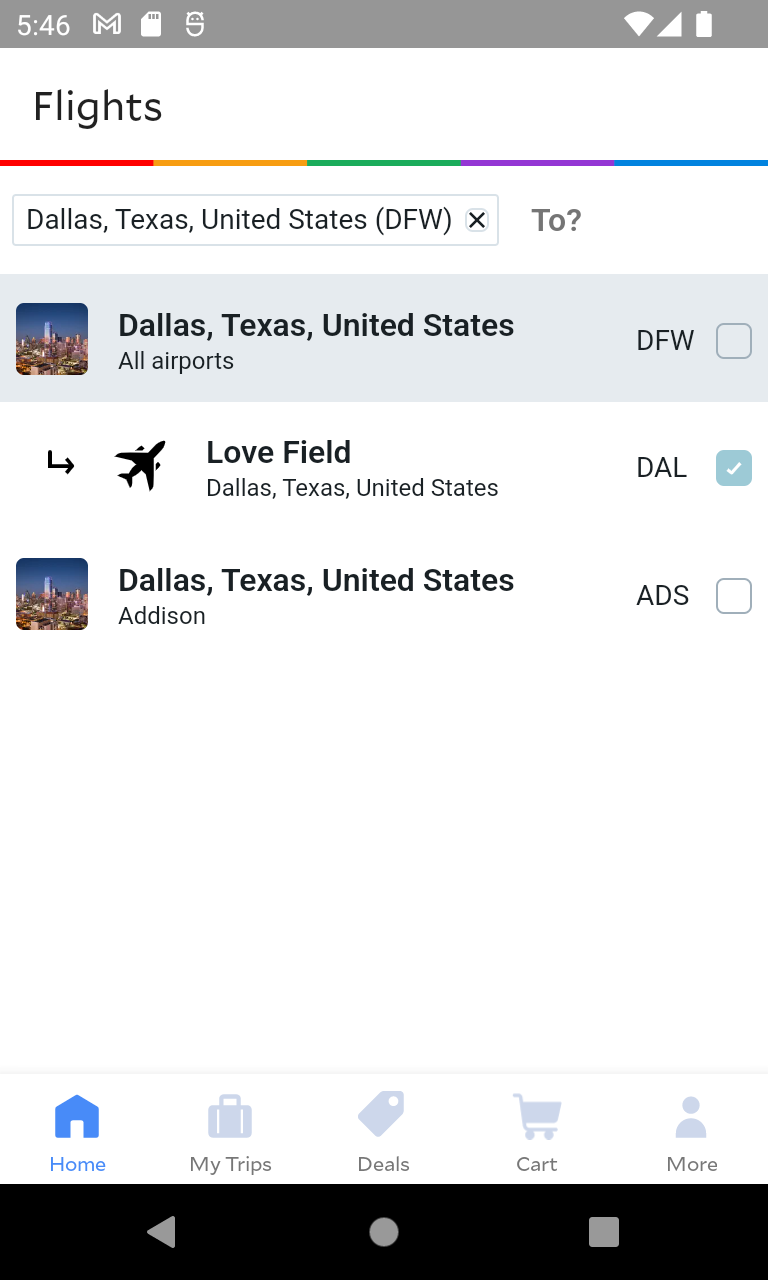 5:46
Flights
Dallas, Texas, United States (DFW)
To?
Dallas, Texas, United States
All airports
DFW
Love Field
Dallas, Texas, United States
DAL
Dallas, Texas, United States
Addison
ADS
Home
My Trips
Deals
Cart
More